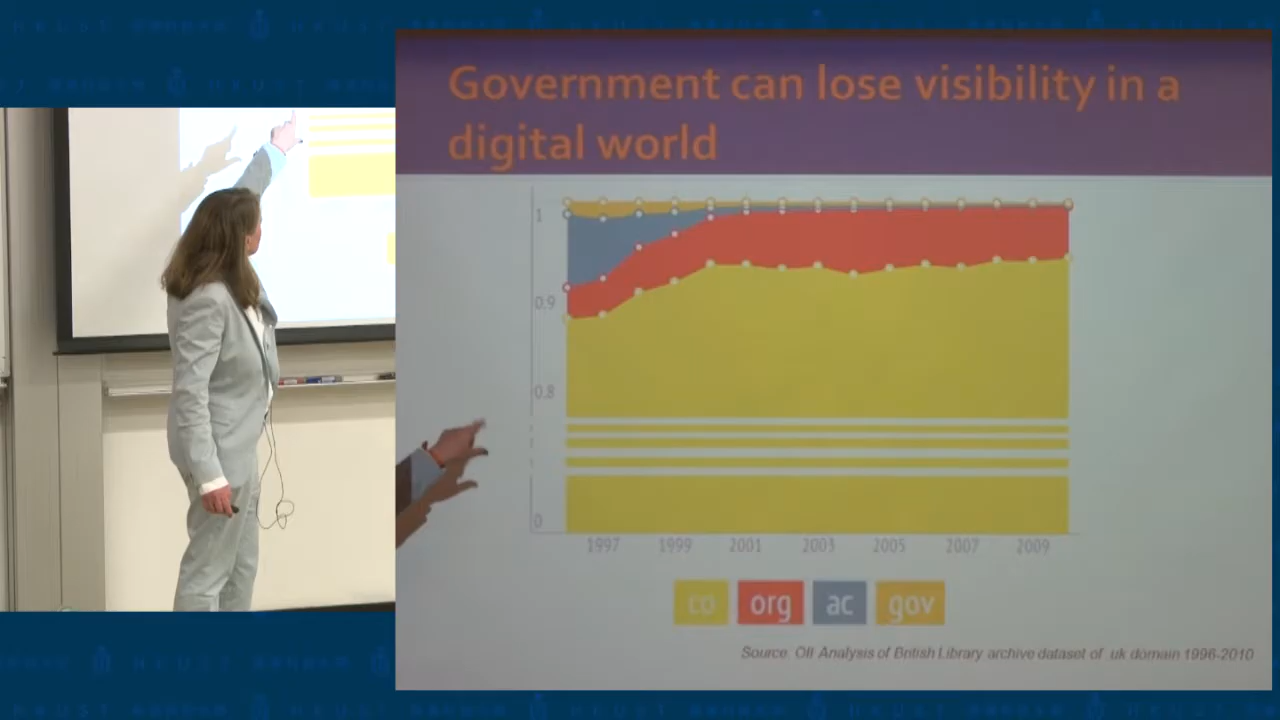 Government can lose visibility in a
digital world
1
0.9
0.8
0
1997 1999 2001 2003 2005 2007 2009
co org ac gov
Source: OII Analysis of British Library archive dataset of uk domain 1996-2010